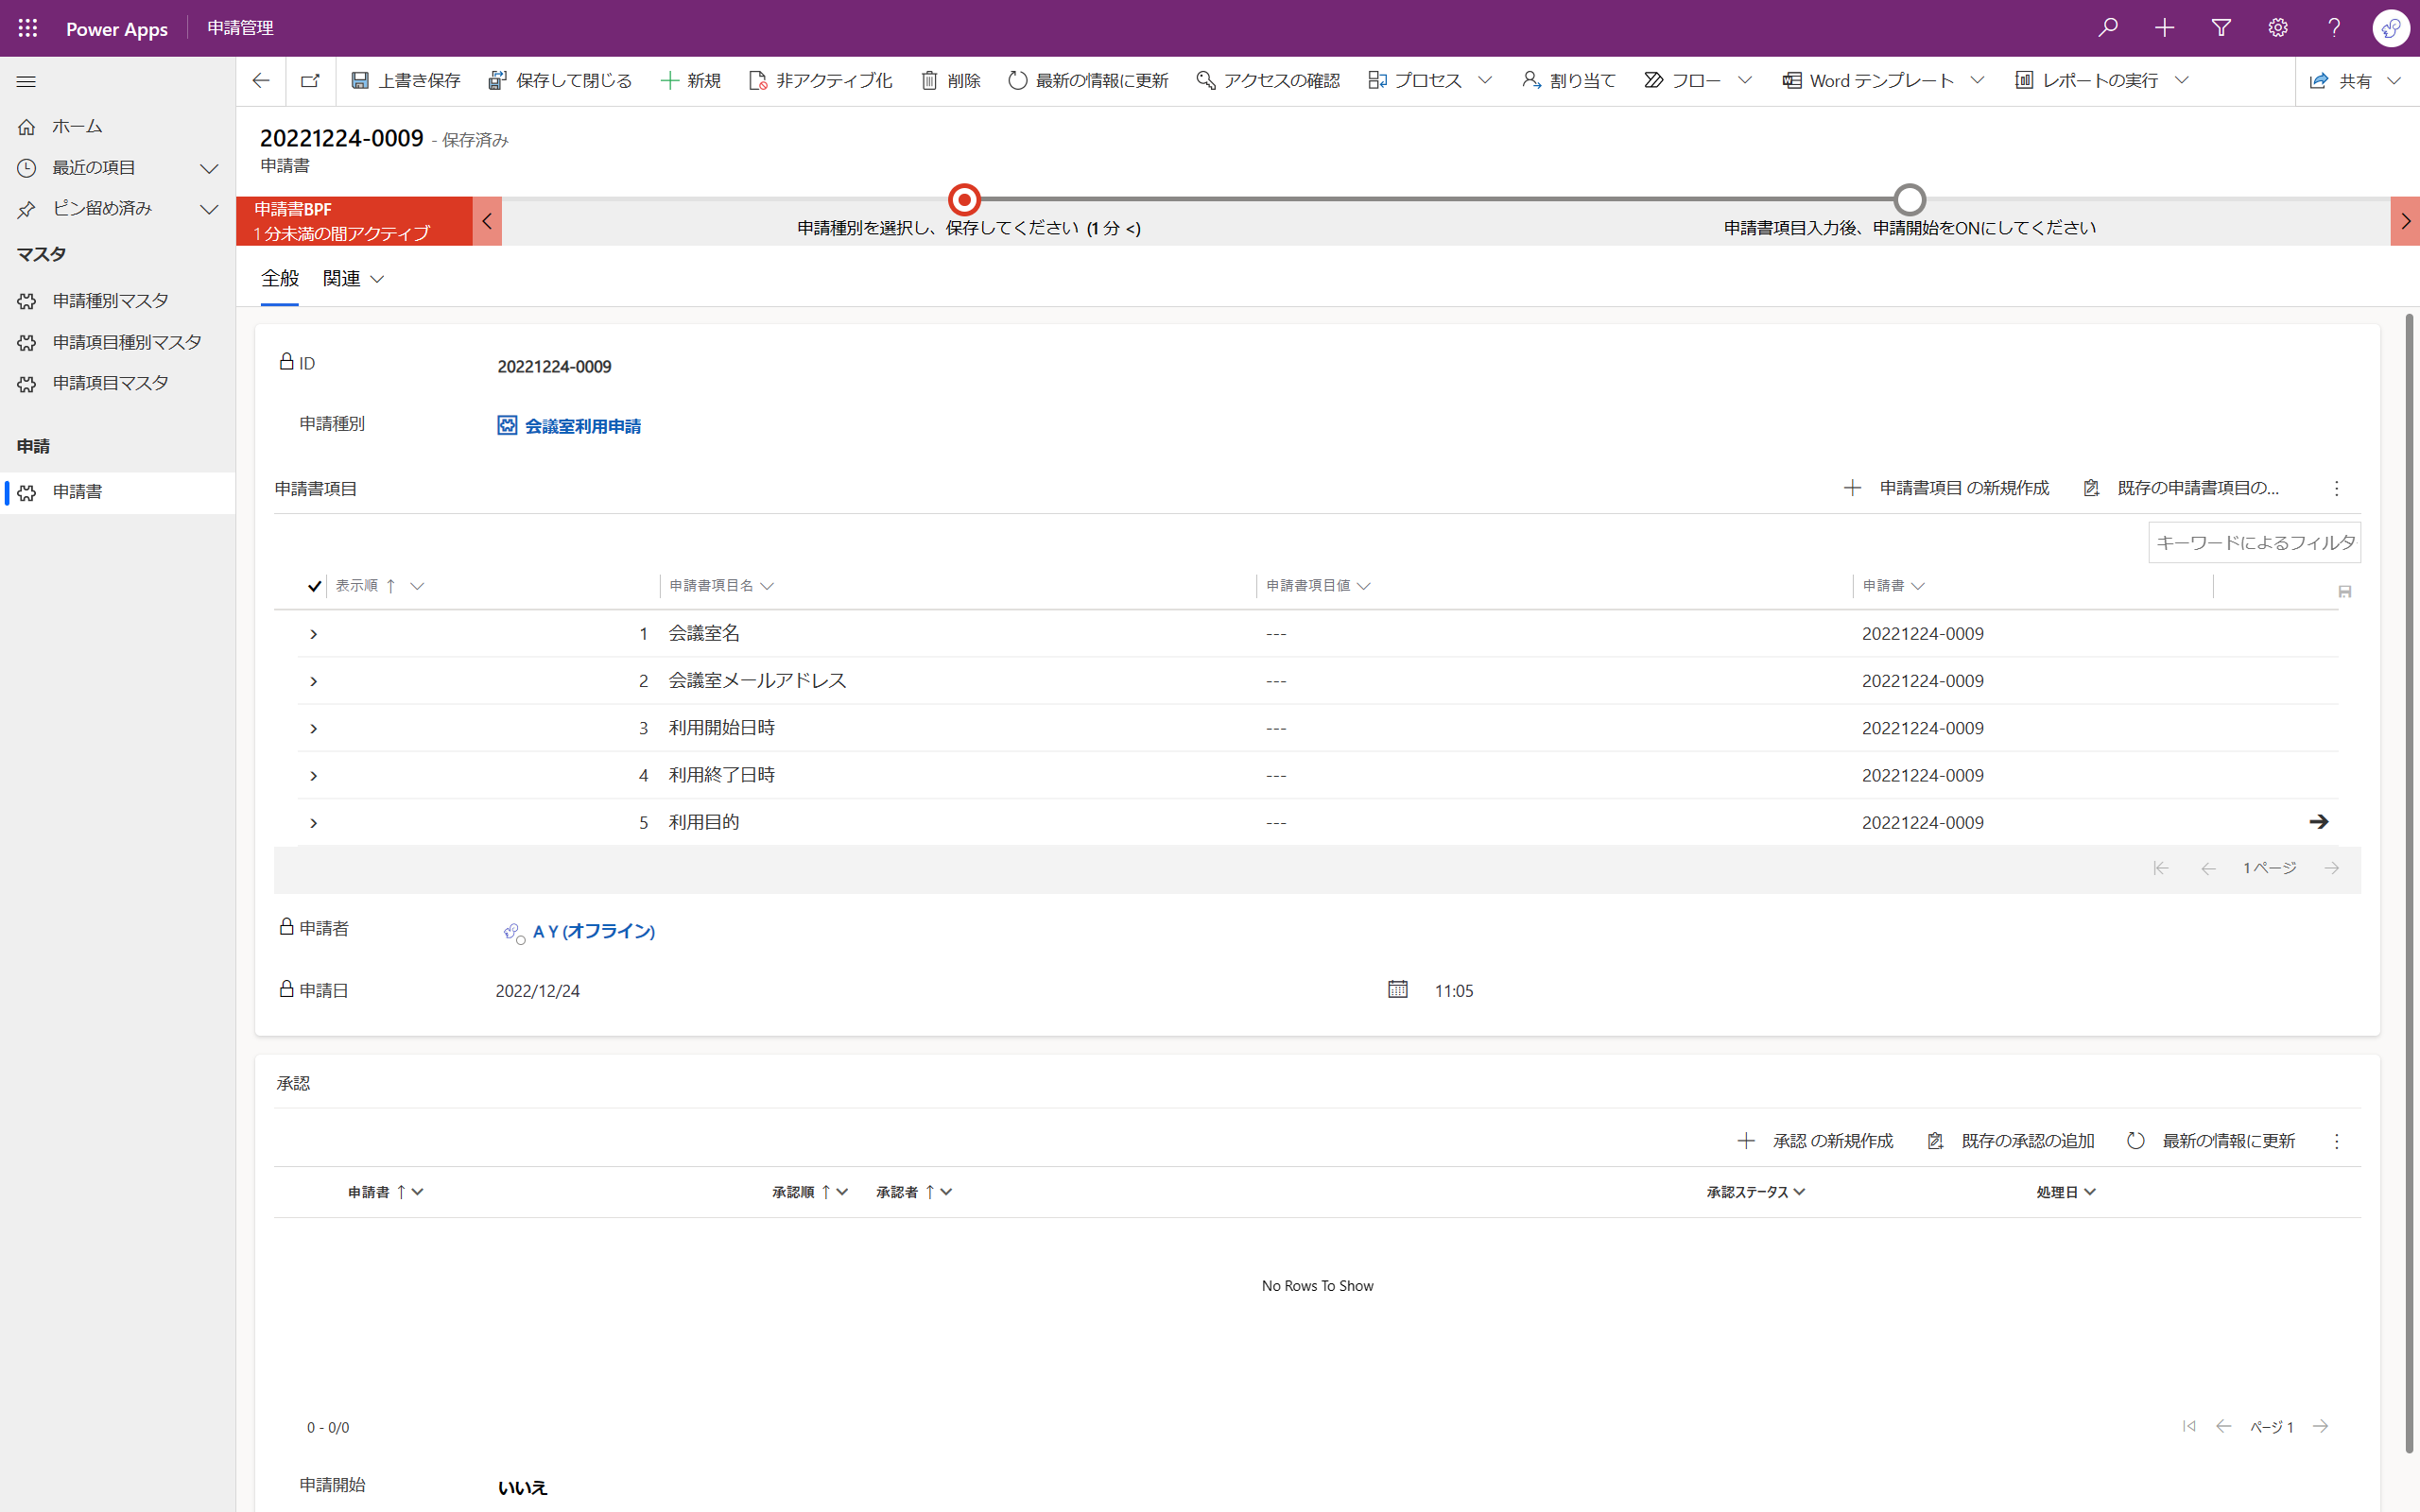 Power Apps 申請管理
上書き保存 保存して閉じる 新規 非アクティブ化 削除 最新の情報に更新 アクセスの確認 プロセス 割り当て フロー Word テンプレート レポートの実行 共有
ホーム
最近の項目
ピン留め済み
マスタ
申請種別マスタ
申請項目種別マスタ
申請項目マスタ
申請
申請書
20221224-0009 - 保存済み
申請書
申請書BPF
1 分未満の間アクティブ
申請種別を選択し、保存してください (1 分 <)
申請書項目入力後、申請開始をONにしてください
全般 関連
ID 20221224-0009
申請種別 会議室利用申請
申請書項目 申請書項目 の新規作成 既存の申請書項目の...
キーワードによるフィルタ
表示順 ↑ 申請書項目名 申請書項目値 申請書
1 会議室名 --- 20221224-0009
2 会議室メールアドレス --- 20221224-0009
3 利用開始日時 --- 20221224-0009
4 利用終了日時 --- 20221224-0009
5 利用目的 --- 20221224-0009
1 ページ
申請者 A Y (オフライン)
申請日 2022/12/24 11:05
承認
承認 の新規作成 既存の承認の追加 最新の情報に更新
申請書 ↑ 承認順 ↑ 承認者 ↑ 承認ステータス 処理日
No Rows To Show
0 - 0/0 ページ 1
申請開始 いいえ